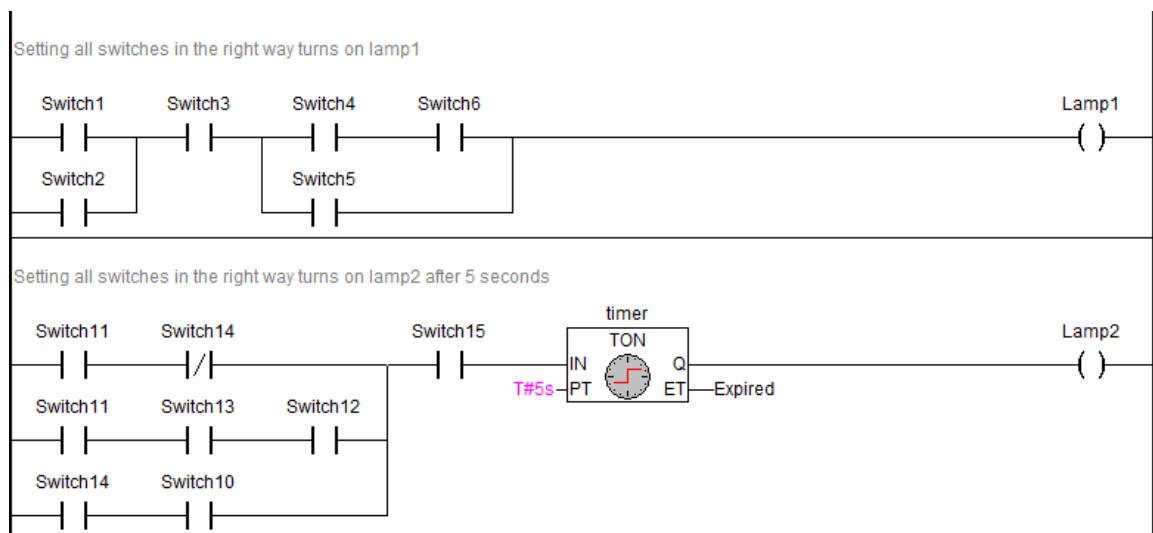 Setting all switches in the right way turns on lamp1
Switch1 Switch3 Switch4 Switch6 Lamp1
Switch2 Switch5
Setting all switches in the right way turns on lamp2 after 5 seconds
timer
Switch11 Switch14 Switch15 TON Lamp2
IN Q
T#5s PT ET Expired
Switch11 Switch13 Switch12
Switch14 Switch10